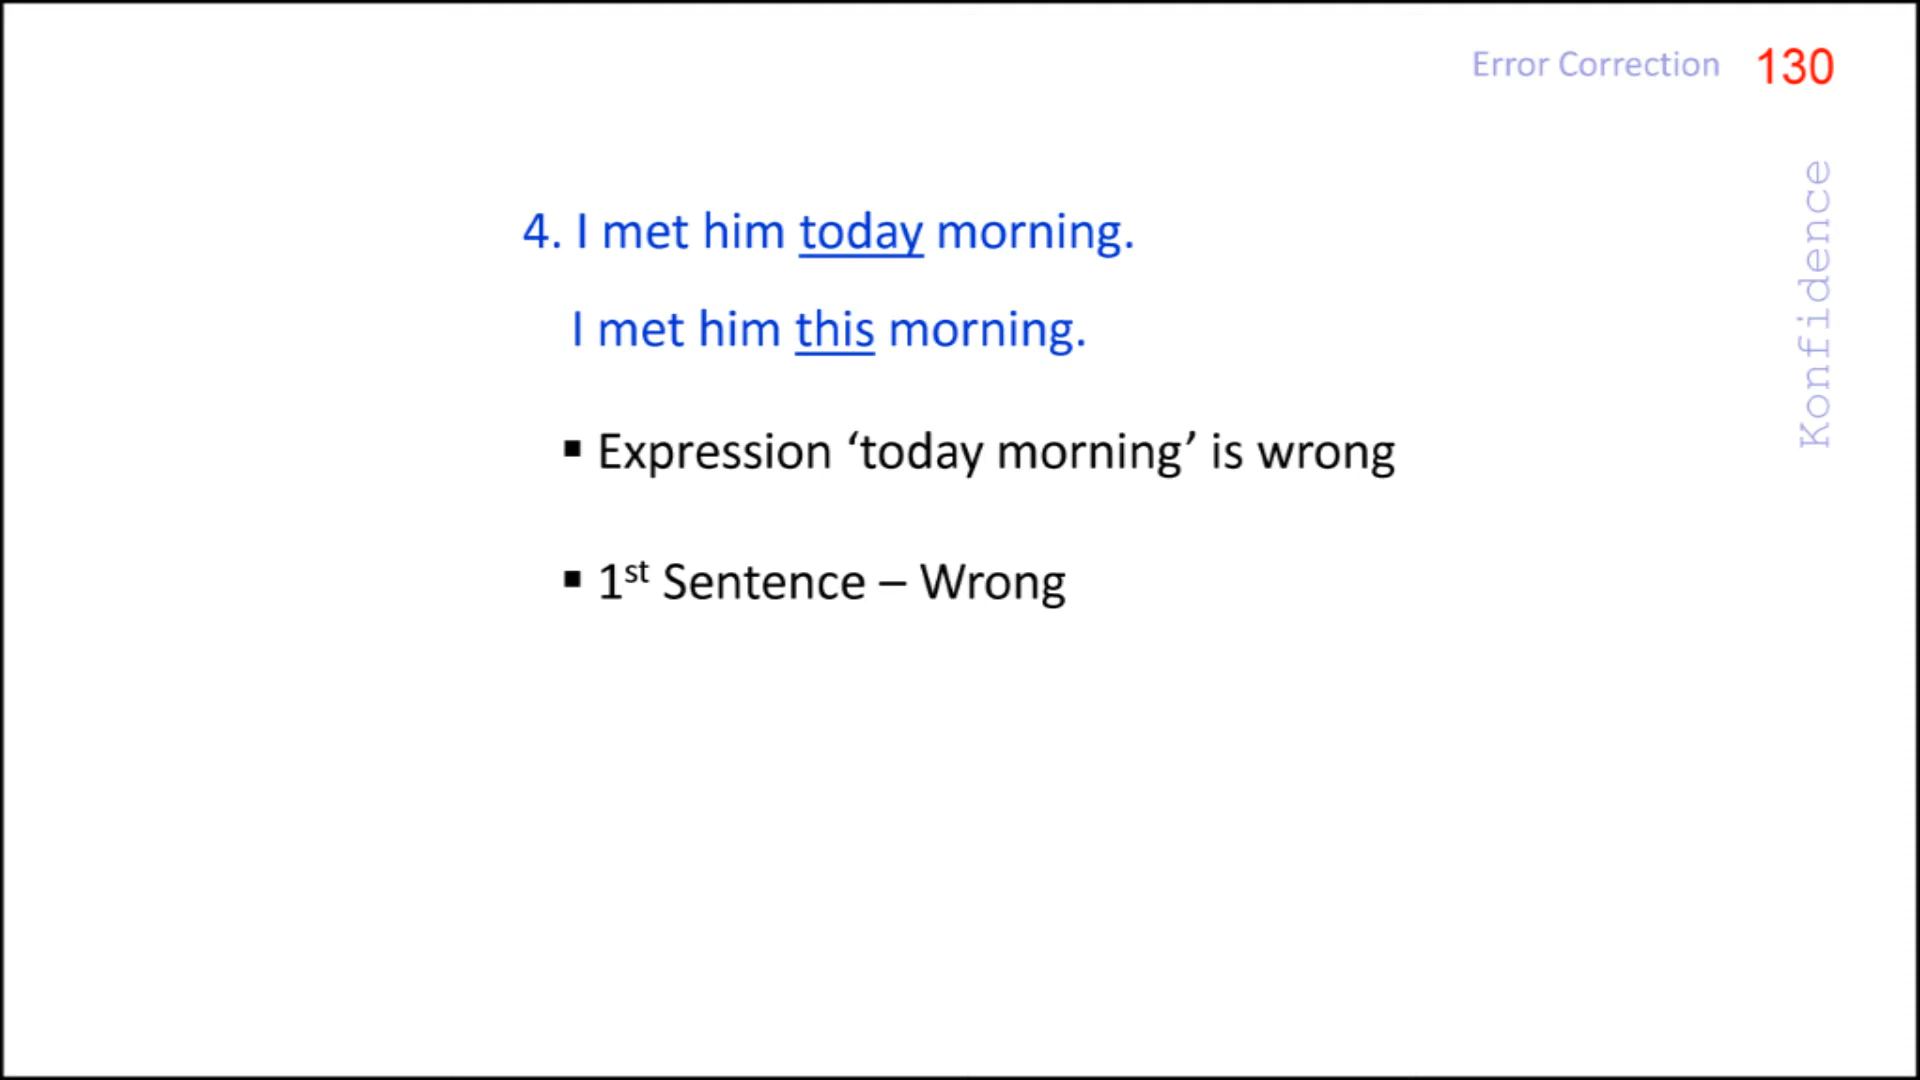 Error Correction 130
Konfidence
4. I met him today morning.
I met him this morning.
▪ Expression ‘today morning’ is wrong
▪ 1st Sentence – Wrong